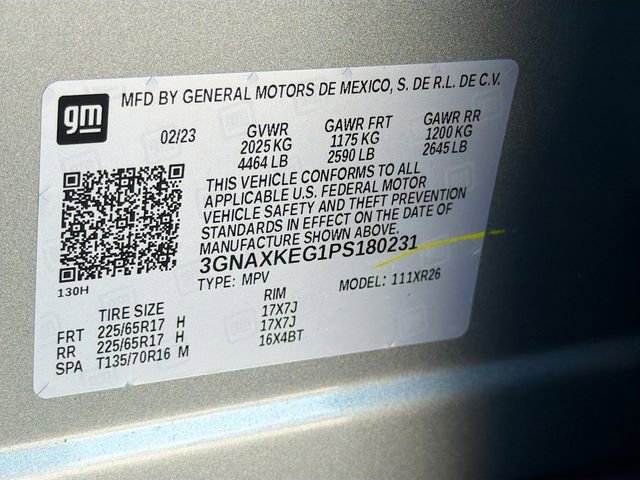 gm
MFD BY GENERAL MOTORS DE MEXICO, S. DE R.L. DE C.V.
02/23 GVWR GAWR FRT GAWR RR
2025 KG 1175 KG 1200 KG
4464 LB 2590 LB 2645 LB
THIS VEHICLE CONFORMS TO ALL
APPLICABLE U.S. FEDERAL MOTOR
VEHICLE SAFETY AND THEFT PREVENTION
STANDARDS IN EFFECT ON THE DATE OF
MANUFACTURE SHOWN ABOVE.
3GNAXKEG1PS180231
TYPE: MPV MODEL: 111XR26
130H
TIRE SIZE RIM
FRT 225/65R17 H 17X7J
RR 225/65R17 H 17X7J
SPA T135/70R16 M 16X4BT